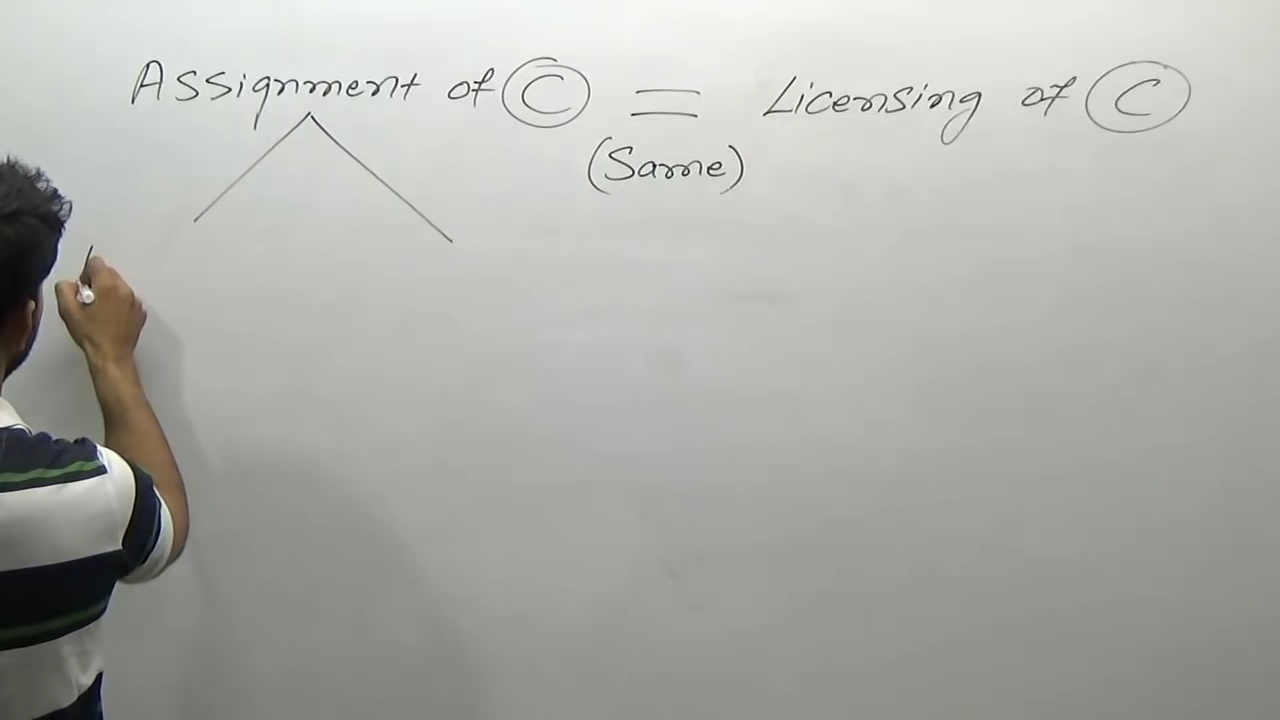 Assignment of © = Licensing of ©
(Same)